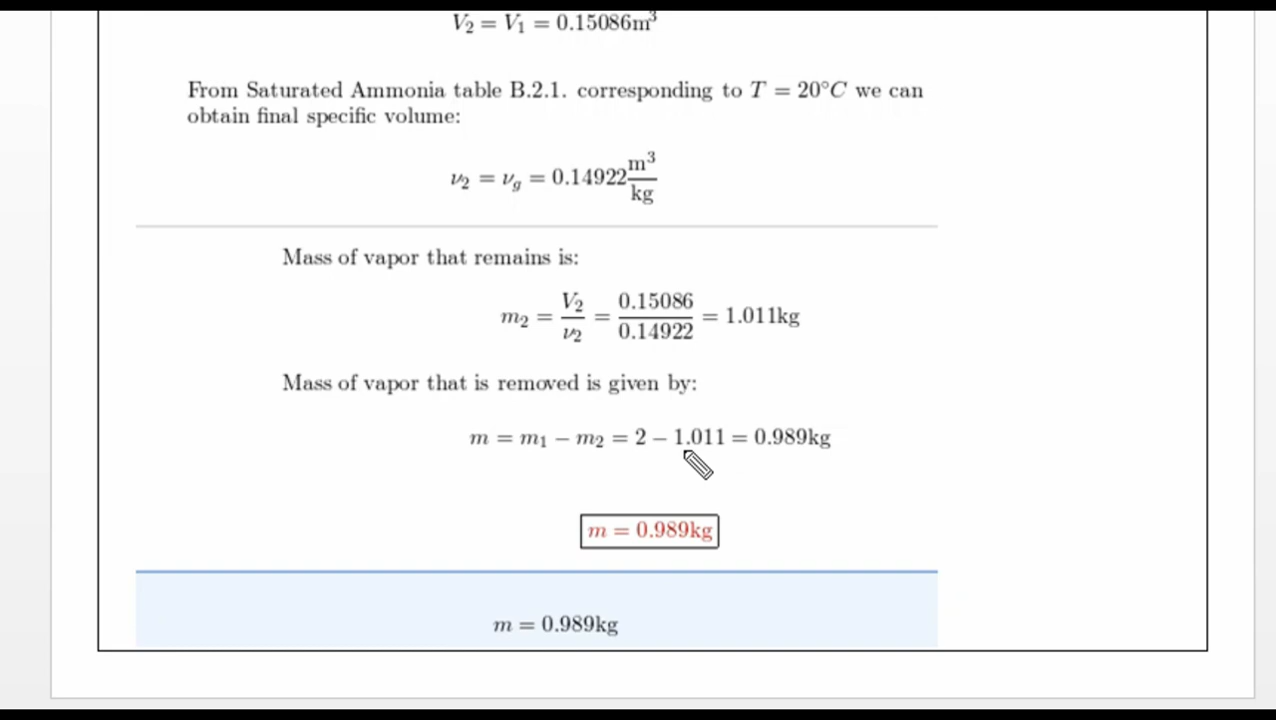 V₂ = V₁ = 0.15086m³
From Saturated Ammonia table B.2.1. corresponding to T = 20°C we can
obtain final specific volume:
ν₂ = νg = 0.14922 m³/kg
Mass of vapor that remains is:
m₂ = V₂/ν₂ = 0.15086/0.14922 = 1.011kg
Mass of vapor that is removed is given by:
m = m₁ − m₂ = 2 − 1.011 = 0.989kg
m = 0.989kg
m = 0.989kg